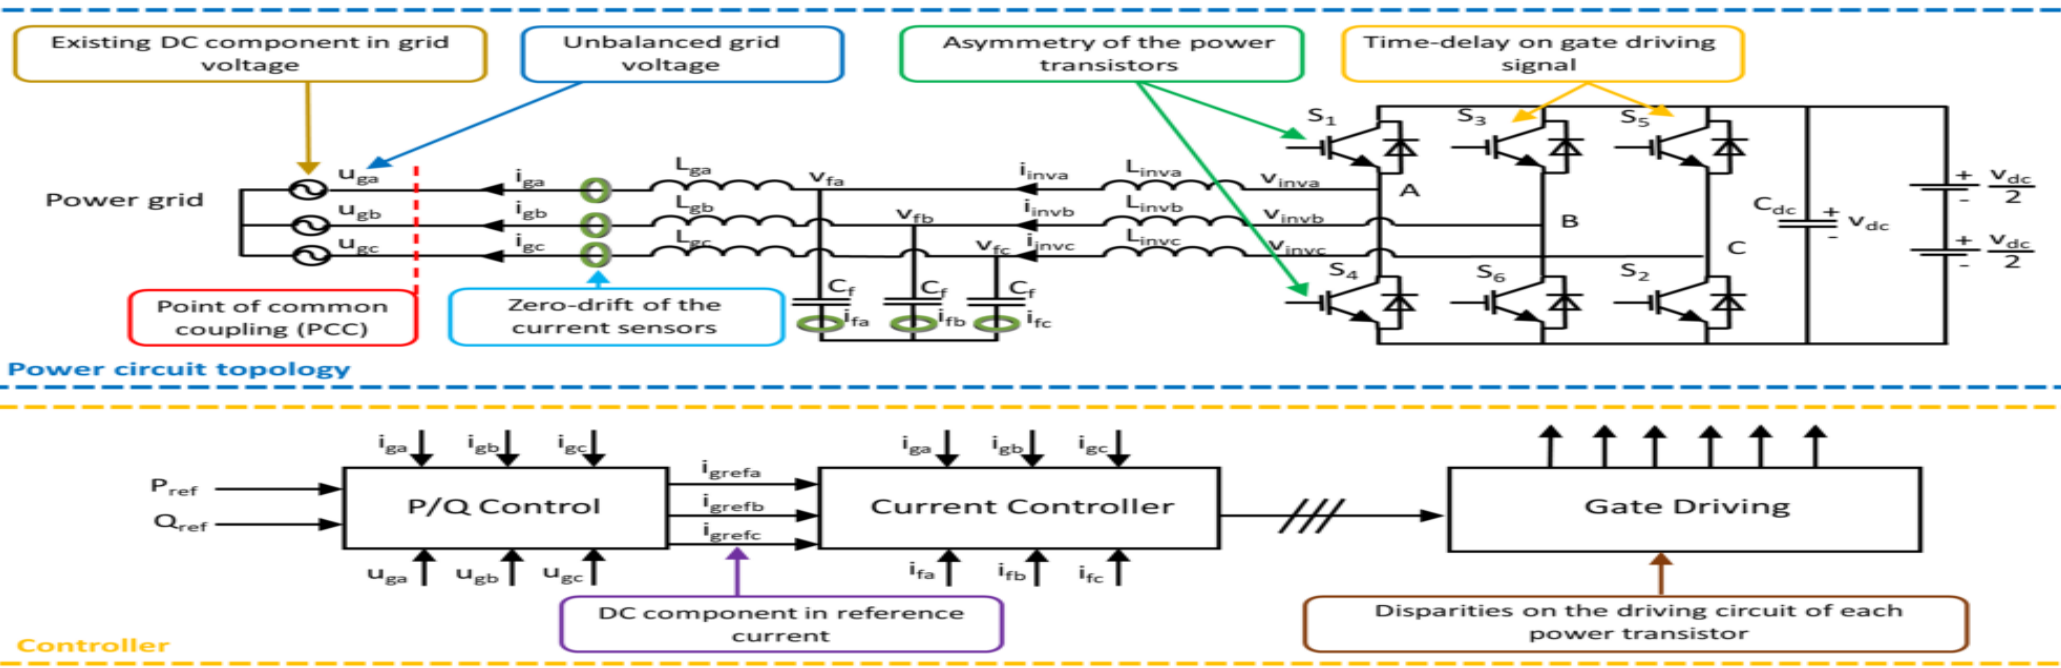 Existing DC component in grid
voltage
Unbalanced grid
voltage
Asymmetry of the power
transistors
Time-delay on gate driving
signal
S1
S3
S5
uga
iga
Lga
vfa
iinva
Linva
vinva
A
Power grid
ugb
igb
Lgb
vfb
iinvb
Linvb
vinvb
B
ugc
igc
Lgc
vfc
iinvc
Linvc
vinvc
C
Cdc
+
-
vdc
+
-
vdc
2
+
-
vdc
2
S4
S6
S2
Cf
Cf
Cf
ifa
ifb
ifc
Point of common
coupling (PCC)
Zero-drift of the
current sensors
Power circuit topology
iga
igb
igc
iga
igb
igc
Pref
Qref
P/Q Control
igrefa
igrefb
igrefc
Current Controller
Gate Driving
uga
ugb
ugc
ifa
ifb
ifc
DC component in reference
current
Disparities on the driving circuit of each
power transistor
Controller